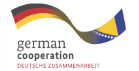 german
cooperation
DEUTSCHE ZUSAMMENARBEIT